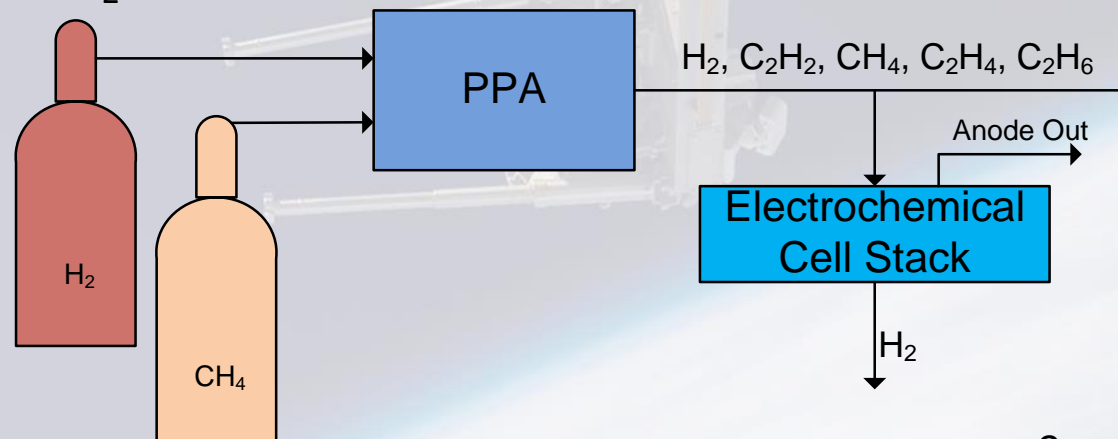 PPA
H₂, C₂H₂, CH₄, C₂H₄, C₂H₆
Anode Out
Electrochemical
Cell Stack
H₂
H₂
CH₄